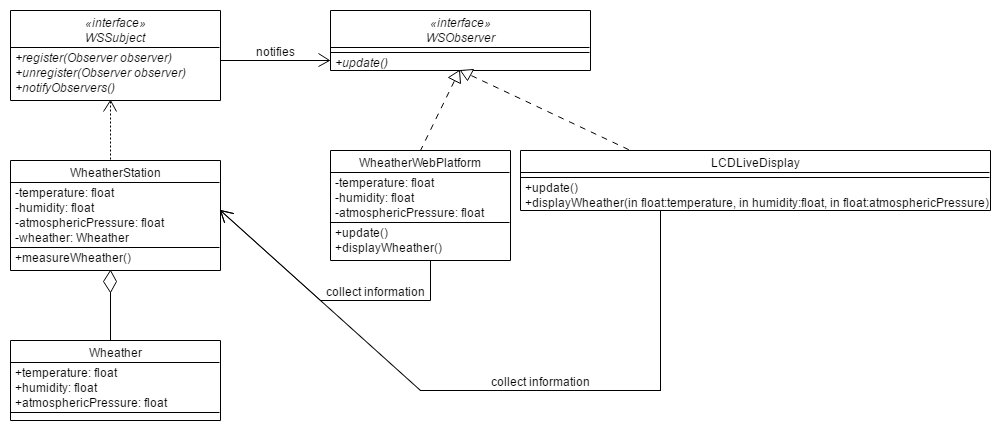 «interface»
WSSubject
+register(Observer observer)
+unregister(Observer observer)
+notifyObservers()
notifies
«interface»
WSObserver
+update()
WheatherStation
-temperature: float
-humidity: float
-atmosphericPressure: float
-wheather: Wheather
+measureWheather()
WheatherWebPlatform
-temperature: float
-humidity: float
-atmosphericPressure: float
+update()
+displayWheather()
LCDLiveDisplay
+update()
+displayWheather(in float:temperature, in humidity:float, in float:atmosphericPressure)
collect information
collect information
Wheather
+temperature: float
+humidity: float
+atmosphericPressure: float